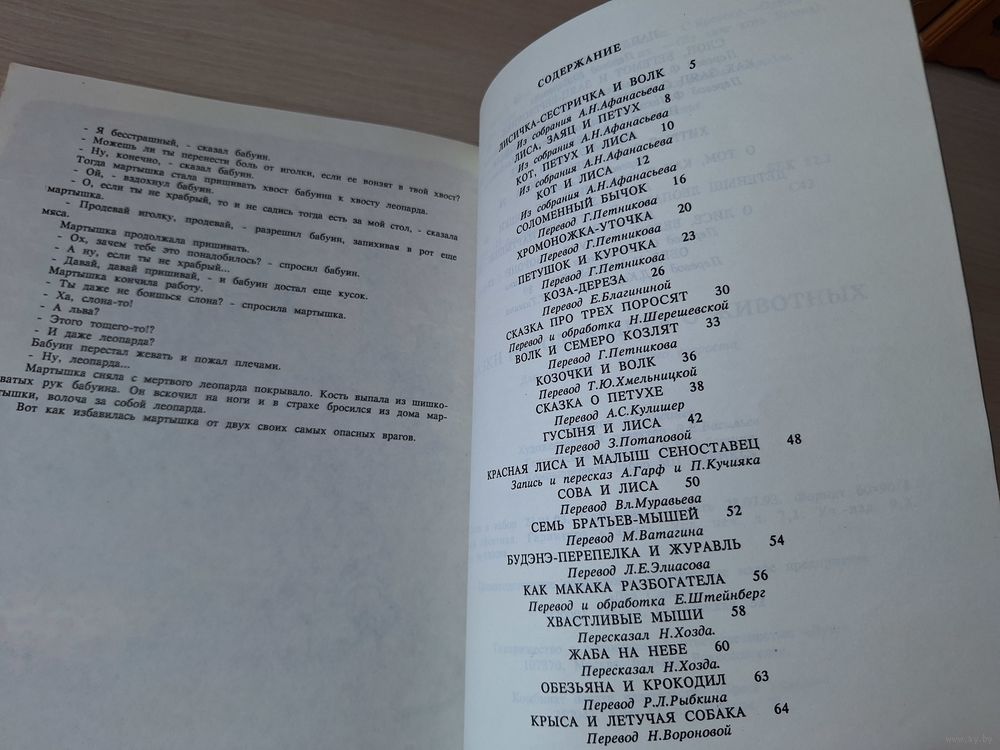 - Я бесстрашный, - сказал бабуин.
- Можешь ли ты перенести боль от иголки, если ее вонзят в твой хвост?
- Ну, конечно, - сказал бабуин.
Тогда мартышка стала пришивать хвост бабуина к хвосту леопарда.
- Ой, - вздохнул бабуин.
- О, если ты не храбрый, то и не садись тогда есть за мой стол, - сказала
мартышка.
- Продевай иголку, продевай, - разрешил бабуин, запихивая в рот еще
мяса.
Мартышка продолжала пришивать.
- Ох, зачем тебе это понадобилось? - спросил бабуин.
- А ну, если ты не храбрый...
- Давай, давай пришивай, - и бабуин достал еще кусок.
Мартышка кончила работу.
- Ты даже не боишься слона? - спросила мартышка.
- Ха, слона-то!
- А льва?
- Этого тощего-то!?
- И даже леопарда?
Бабуин перестал жевать и пожал плечами.
- Ну, леопарда...
Мартышка сняла с мертвого леопарда покрывало. Кость выпала из шишко-
ватых рук бабуина. Он вскочил на ноги и в страхе бросился из дома мар-
тышки, волоча за собой леопарда.
Вот как избавилась мартышка от двух своих самых опасных врагов.
СОДЕРЖАНИЕ
ЛИСИЧКА-СЕСТРИЧКА И ВОЛК 5
Из собрания А.Н.Афанасьева
ЛИСА, ЗАЯЦ И ПЕТУХ 8
Из собрания А.Н.Афанасьева
КОТ, ПЕТУХ И ЛИСА 10
Из собрания А.Н.Афанасьева
КОТ И ЛИСА 12
Из собрания А.Н.Афанасьева
СОЛОМЕННЫЙ БЫЧОК 16
Перевод Г.Петникова
ХРОМОНОЖКА-УТОЧКА 20
Перевод Г.Петникова
ПЕТУШОК И КУРОЧКА 23
Перевод Г.Петникова
КОЗА-ДЕРЕЗА 26
Перевод Е.Благининой
СКАЗКА ПРО ТРЕХ ПОРОСЯТ 30
Перевод и обработка Н.Шерешевской
ВОЛК И СЕМЕРО КОЗЛЯТ 33
Перевод Г.Петникова
КОЗОЧКИ И ВОЛК 36
Перевод Т.Ю.Хмельницкой
СКАЗКА О ПЕТУХЕ 38
Перевод А.С.Кулишер
ГУСЫНЯ И ЛИСА 42
Перевод З.Потаповой
КРАСНАЯ ЛИСА И МАЛЫШ СЕНОСТАВЕЦ 48
Запись и пересказ А.Гарф и П.Кучияка
СОВА И ЛИСА 50
Перевод Вл.Муравьева
СЕМЬ БРАТЬЕВ-МЫШЕЙ 52
Перевод М.Ватагина
БУДЭНЭ-ПЕРЕПЕЛКА И ЖУРАВЛЬ 54
Перевод Л.Е.Элиасова
КАК МАКАКА РАЗБОГАТЕЛА 56
Перевод и обработка Е.Штейнберг
ХВАСТЛИВЫЕ МЫШИ 58
Пересказал Н.Хозда.
ЖАБА НА НЕБЕ 60
Пересказал Н.Хозда.
ОБЕЗЬЯНА И КРОКОДИЛ 63
Перевод Р.Л.Рыбкина
КРЫСА И ЛЕТУЧАЯ СОБАКА 64
Перевод Н.Вороновой
www.ay.by